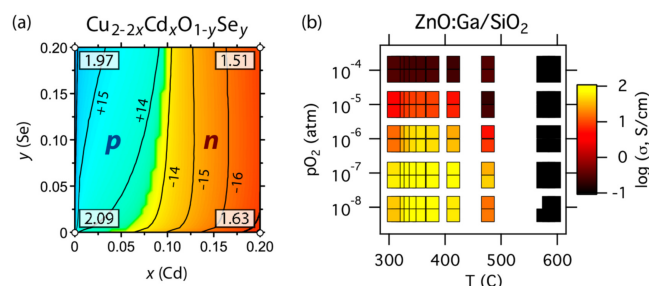 (a)
Cu₂₋₂ₓCdₓO₁₋ᵧSeᵧ
0.20
0.15
0.10
0.05
0
y (Se)
1.97
1.51
+15
+14
p
n
-14
-15
-16
2.09
1.63
0
0.05
0.10
0.15
0.20
x (Cd)
(b)
ZnO:Ga/SiO₂
10⁻⁴
10⁻⁵
10⁻⁶
10⁻⁷
10⁻⁸
pO₂ (atm)
300
400
500
600
T (C)
2
1
0
-1
log (σ, S/cm)